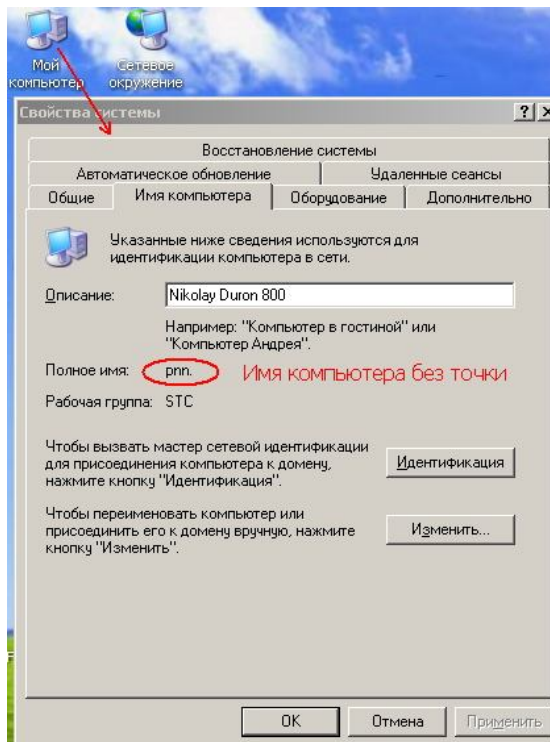 Мой
компьютер
Сетевое
окружение
Свойства системы
Восстановление системы
Автоматическое обновление
Удаленные сеансы
Общие
Имя компьютера
Оборудование
Дополнительно
Указанные ниже сведения используются для
идентификации компьютера в сети.
Описание:
Nikolay Duron 800
Например: "Компьютер в гостиной" или
"Компьютер Андрея".
Полное имя: pnn. Имя компьютера без точки
Рабочая группа: STC
Чтобы вызвать мастер сетевой идентификации
для присоединения компьютера к домену,
нажмите кнопку "Идентификация".
Идентификация
Чтобы переименовать компьютер или
присоединить его к домену вручную, нажмите
кнопку "Изменить".
Изменить...
OK
Отмена
Применить